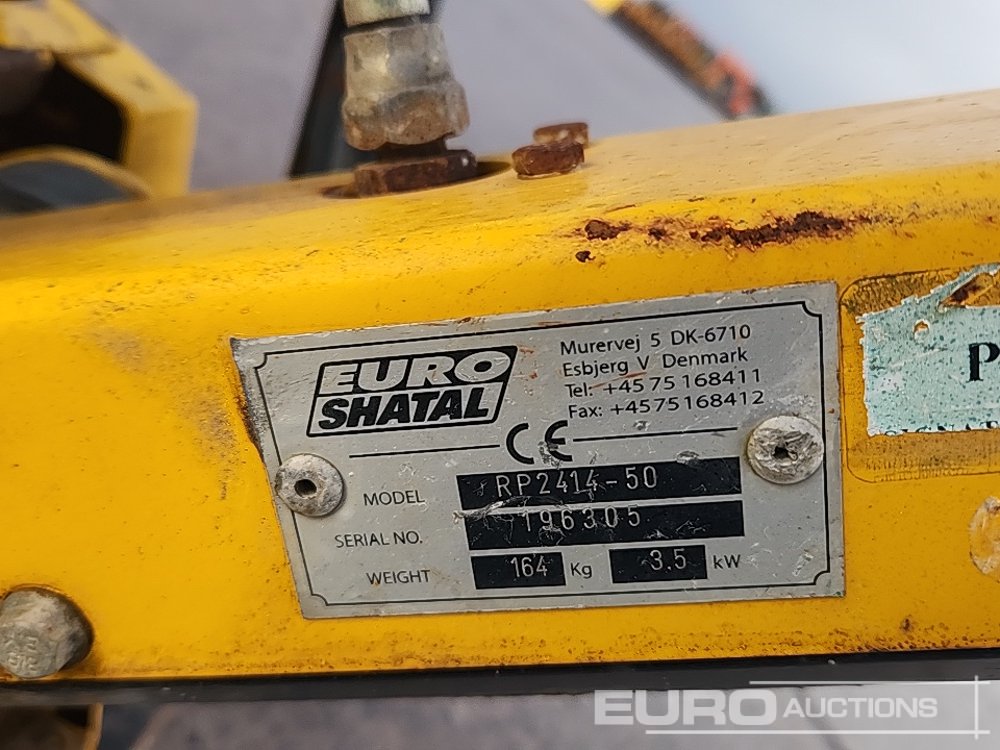 EURO
SHATAL
Murervej 5 DK-6710
Esbjerg V Denmark
Tel: +4575168411
Fax: +4575168412
CE
MODEL RP2414-50
SERIAL NO. 196305
WEIGHT 164 Kg 3.5 kW
P
EURO AUCTIONS